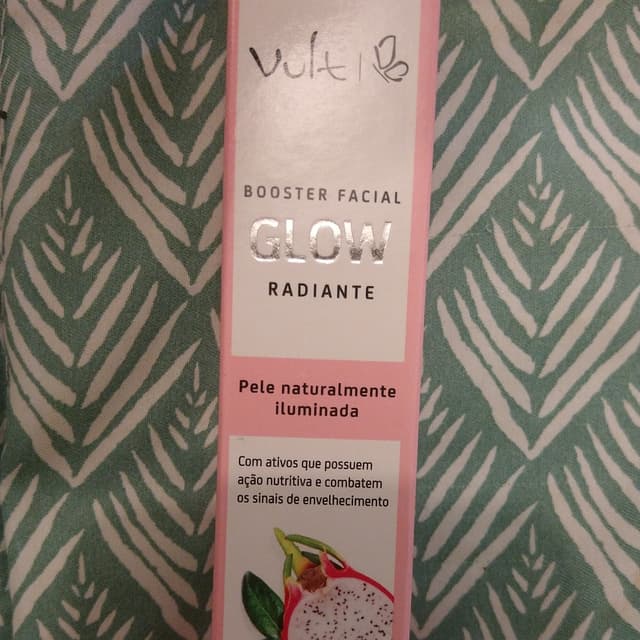 vult
BOOSTER FACIAL
GLOW
RADIANTE
Pele naturalmente
iluminada
Com ativos que possuem
ação nutritiva e combatem
os sinais de envelhecimento